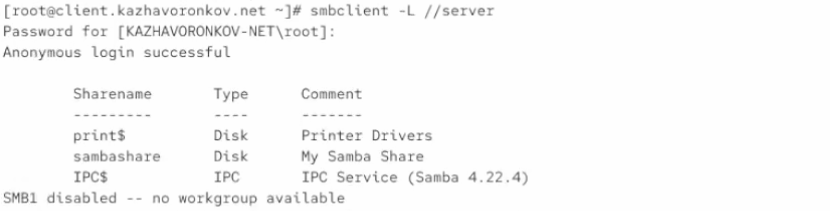 [root@client.kazhavoronkov.net ~]# smbclient -L //server
Password for [KAZHAVORONKOV-NET\root]:
Anonymous login successful

        Sharename       Type      Comment
        ---------       ----      -------
        print$          Disk      Printer Drivers
        sambashare      Disk      My Samba Share
        IPC$            IPC       IPC Service (Samba 4.22.4)
SMB1 disabled -- no workgroup available